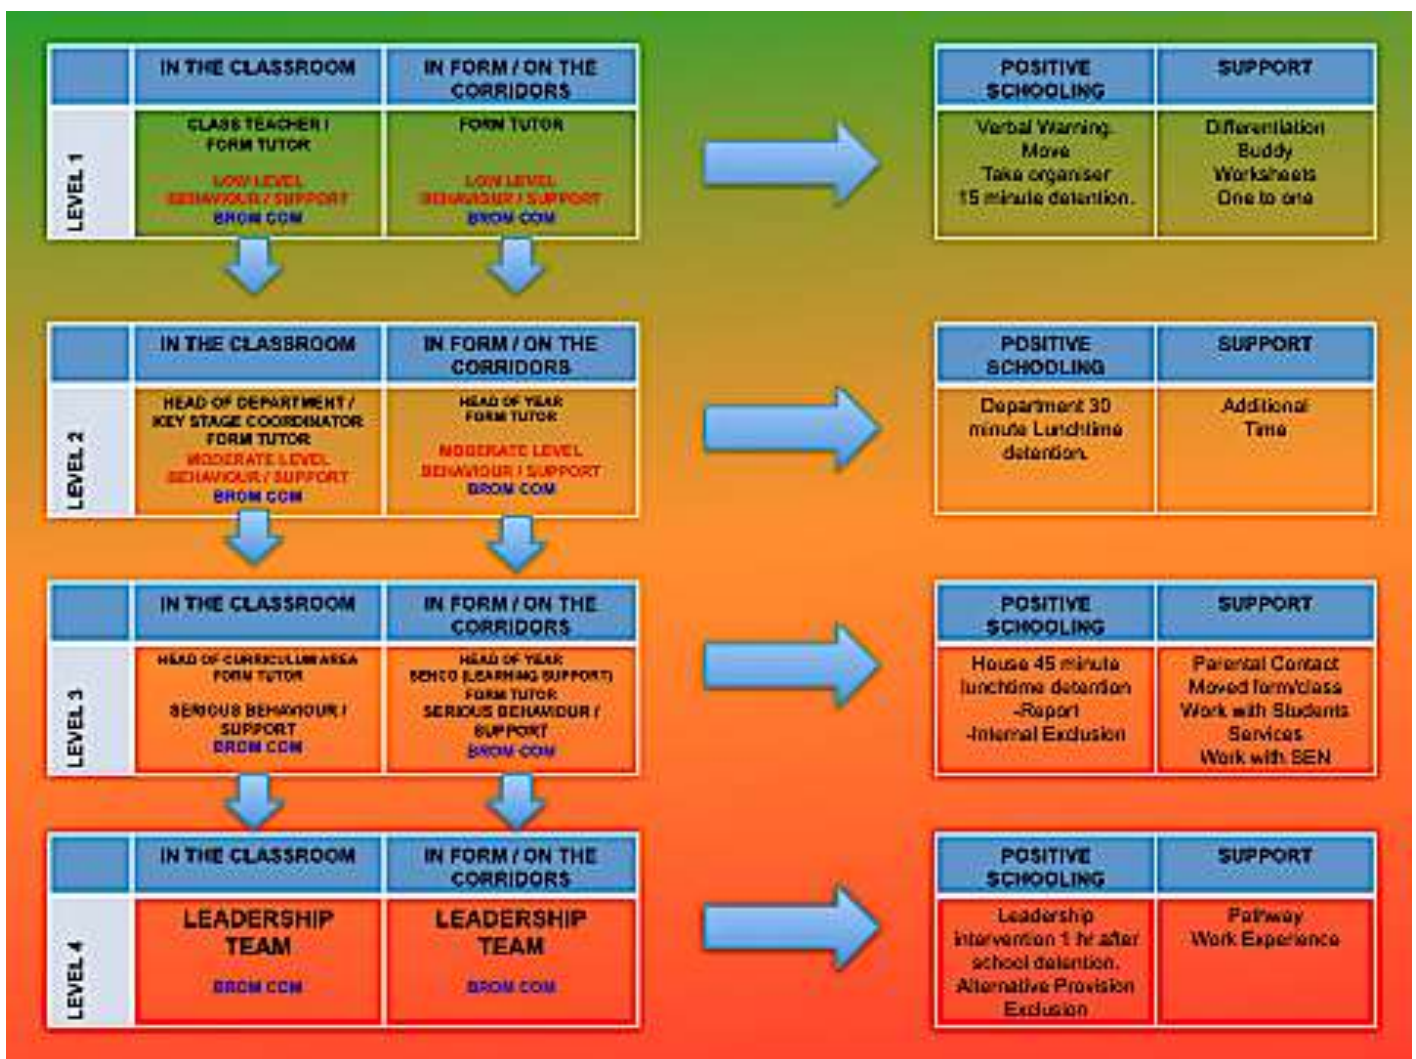 IN THE CLASSROOM
IN FORM / ON THE
CORRIDORS
LEVEL 1
CLASS TEACHER /
FORM TUTOR
LOW LEVEL
BEHAVIOUR / SUPPORT
BROM COM
FORM TUTOR
LOW LEVEL
BEHAVIOUR / SUPPORT
BROM COM
POSITIVE
SCHOOLING
SUPPORT
Verbal Warning.
Move
Take organiser
15 minute detention.
Differentiation
Buddy
Worksheets
One to one
IN THE CLASSROOM
IN FORM / ON THE
CORRIDORS
LEVEL 2
HEAD OF DEPARTMENT /
KEY STAGE COORDINATOR
FORM TUTOR
MODERATE LEVEL
BEHAVIOUR / SUPPORT
BROM COM
HEAD OF YEAR
FORM TUTOR
MODERATE LEVEL
BEHAVIOUR / SUPPORT
BROM COM
POSITIVE
SCHOOLING
SUPPORT
Department 30
minute Lunchtime
detention.
Additional
Time
IN THE CLASSROOM
IN FORM / ON THE
CORRIDORS
LEVEL 3
HEAD OF CURRICULUM AREA
FORM TUTOR
SERIOUS BEHAVIOUR /
SUPPORT
BROM COM
HEAD OF YEAR
SENCO (LEARNING SUPPORT)
FORM TUTOR
SERIOUS BEHAVIOUR /
SUPPORT
BROM COM
POSITIVE
SCHOOLING
SUPPORT
House 45 minute
lunchtime detention
-Report
-Internal Exclusion
Parental Contact
Moved form/class
Work with Students
Services
Work with SEN
IN THE CLASSROOM
IN FORM / ON THE
CORRIDORS
LEVEL 4
LEADERSHIP
TEAM
BROM COM
LEADERSHIP
TEAM
BROM COM
POSITIVE
SCHOOLING
SUPPORT
Leadership
intervention 1 hr after
school detention.
Alternative Provision
Exclusion
Pathway
Work Experience